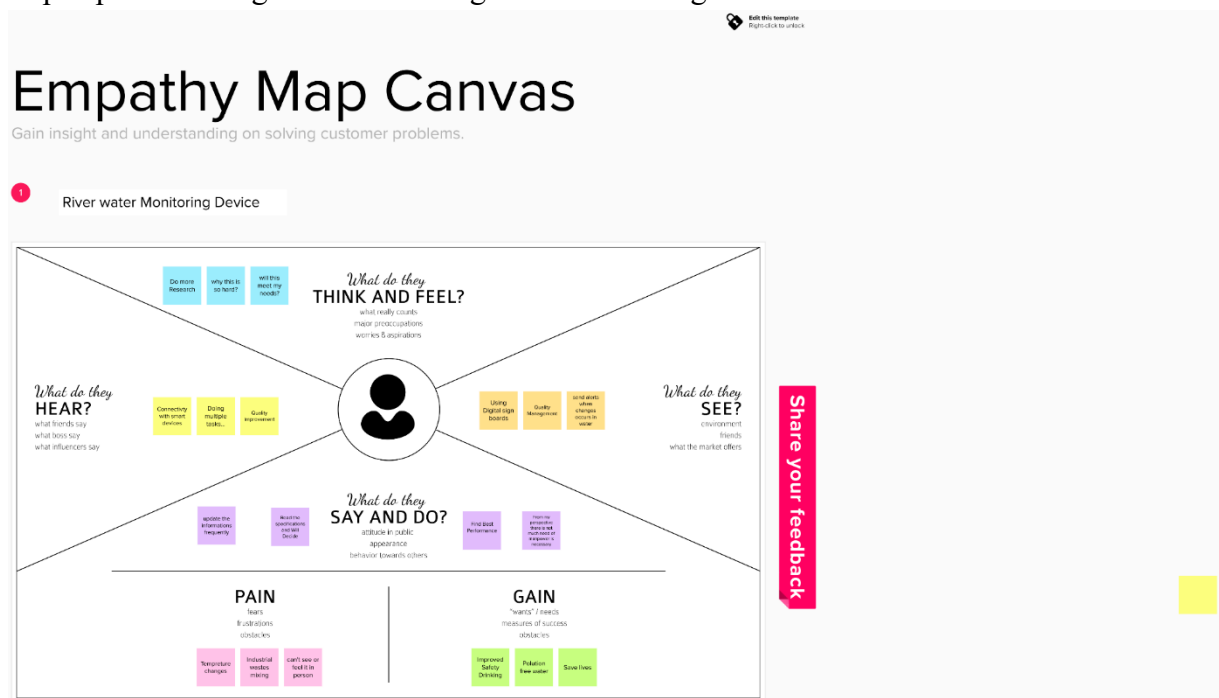 Edit this template
Right-click to unlock
Empathy Map Canvas
Gain insight and understanding on solving customer problems.
1
River water Monitoring Device
Do more
Research
why this is
so hard?
will this
meet my
needs?
What do they
THINK AND FEEL?
what really counts
major preoccupations
worries & aspirations
What do they
HEAR?
what friends say
what boss say
what influencers say
Connectivity
with smart
devices
Doing
multiple
tasks...
Quality
improvement
Using
Digital sign
boards
Quality
Management
send alerts
when
changes
occurs in
water
What do they
SEE?
environment
friends
what the market offers
Share your feedback
What do they
SAY AND DO?
attitude in public
appearance
behavior towards others
update the
informations
frequently
Read the
specifications
and Will
Decide
Find Best
Performance
From my
perspective
there is not
much need of
manpower is
necessary
PAIN
fears
frustrations
obstacles
Tempreture
changes
Industrial
wastes
mixing
can't see or
feel it in
person
GAIN
"wants" / needs
measures of success
obstacles
Improved
Safety
Drinking
Polution
free water
Save lives